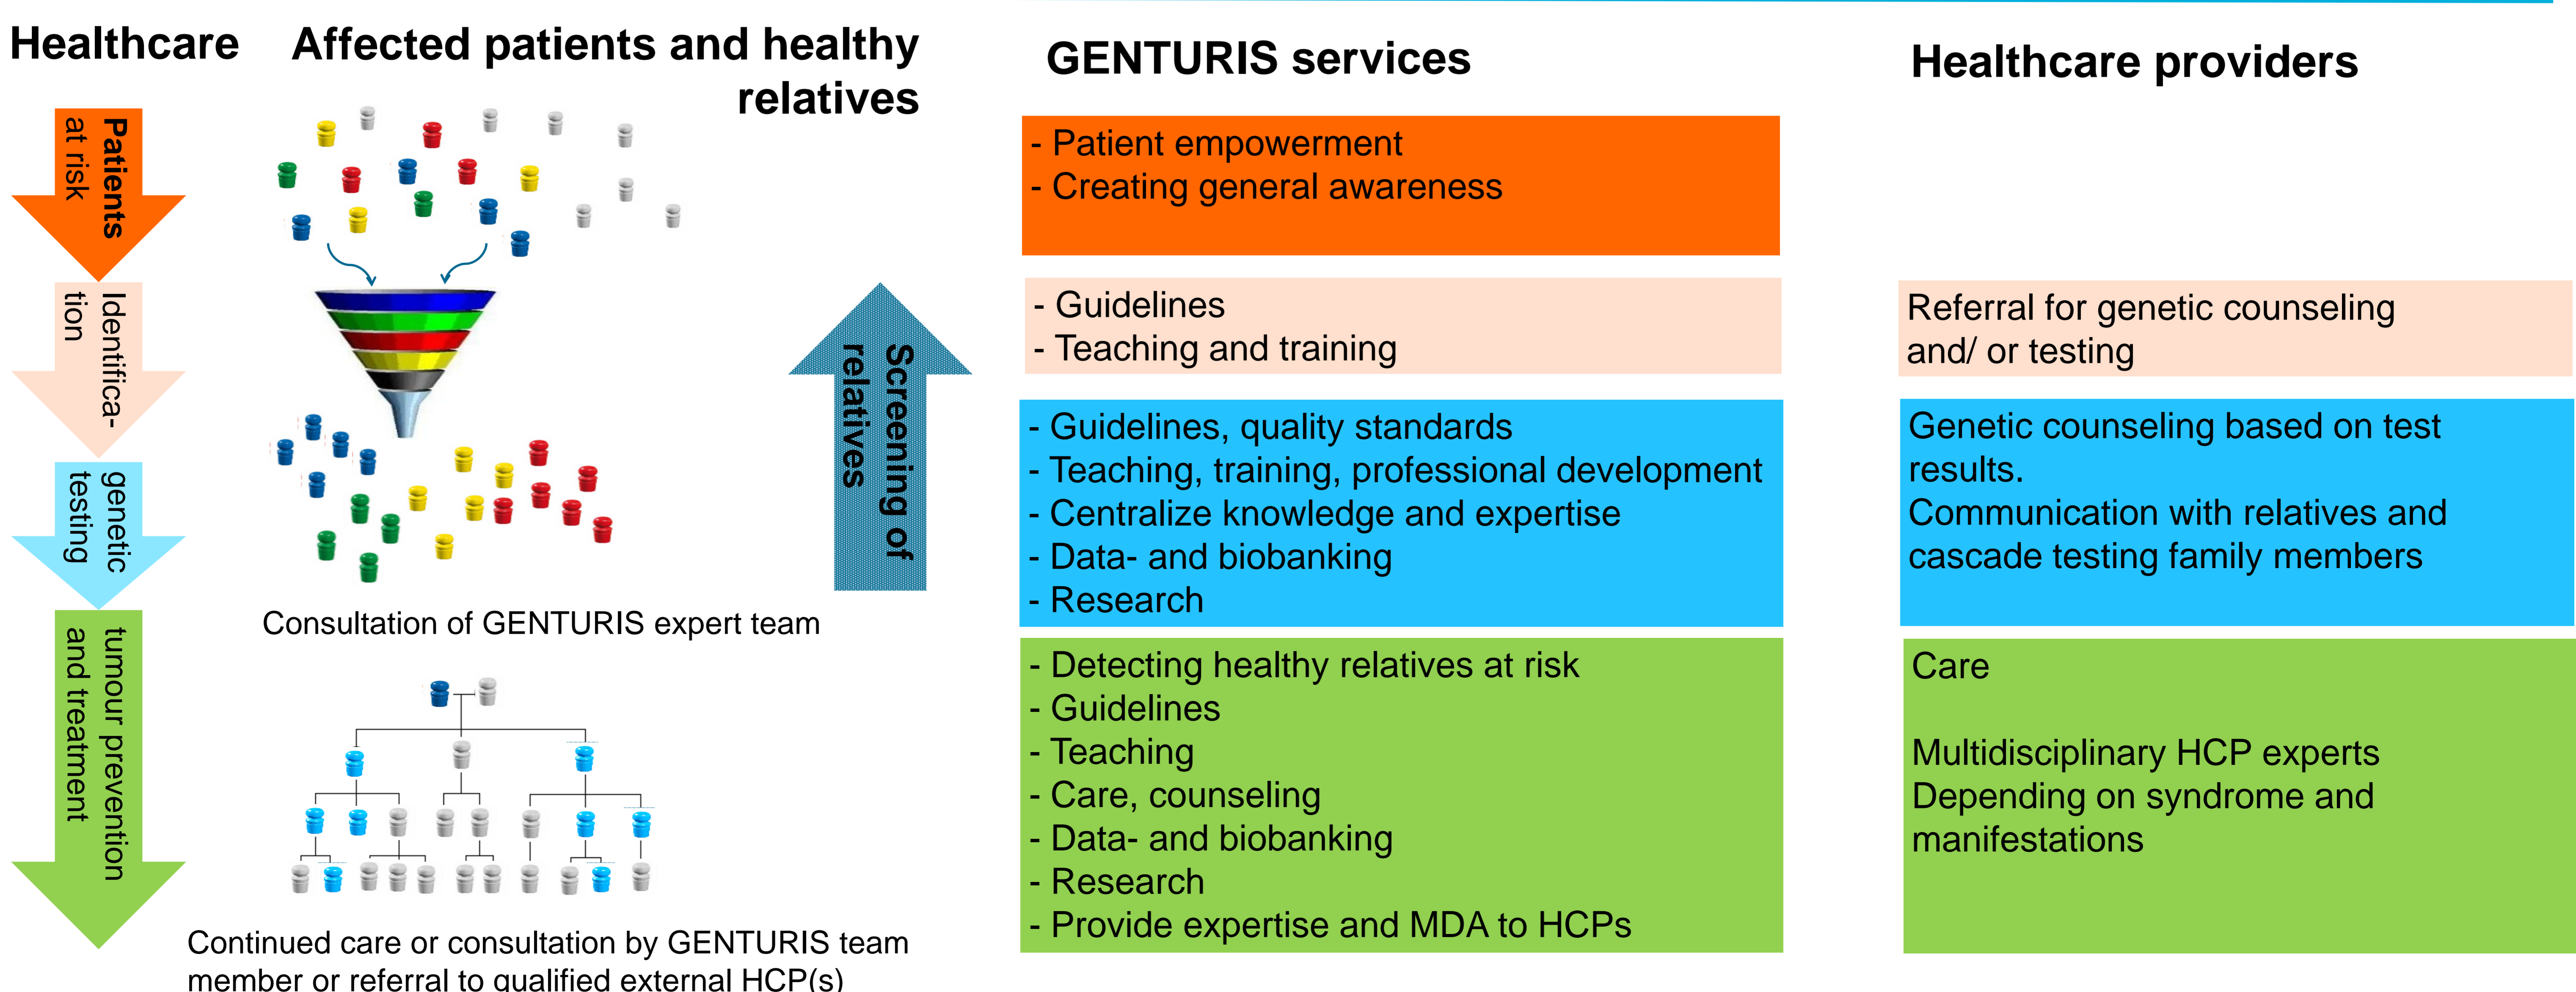 Healthcare
Affected patients and healthy
relatives
GENTURIS services
Healthcare providers
Patients
at risk
Identifica-
tion
genetic
testing
tumour prevention
and treatment
Screening of
relatives
Consultation of GENTURIS expert team
Continued care or consultation by GENTURIS team
member or referral to qualified external HCP(s)
- Patient empowerment
- Creating general awareness
- Guidelines
- Teaching and training
- Guidelines, quality standards
- Teaching, training, professional development
- Centralize knowledge and expertise
- Data- and biobanking
- Research
- Detecting healthy relatives at risk
- Guidelines
- Teaching
- Care, counseling
- Data- and biobanking
- Research
- Provide expertise and MDA to HCPs
Referral for genetic counseling
and/ or testing
Genetic counseling based on test
results.
Communication with relatives and
cascade testing family members
Care
Multidisciplinary HCP experts
Depending on syndrome and
manifestations